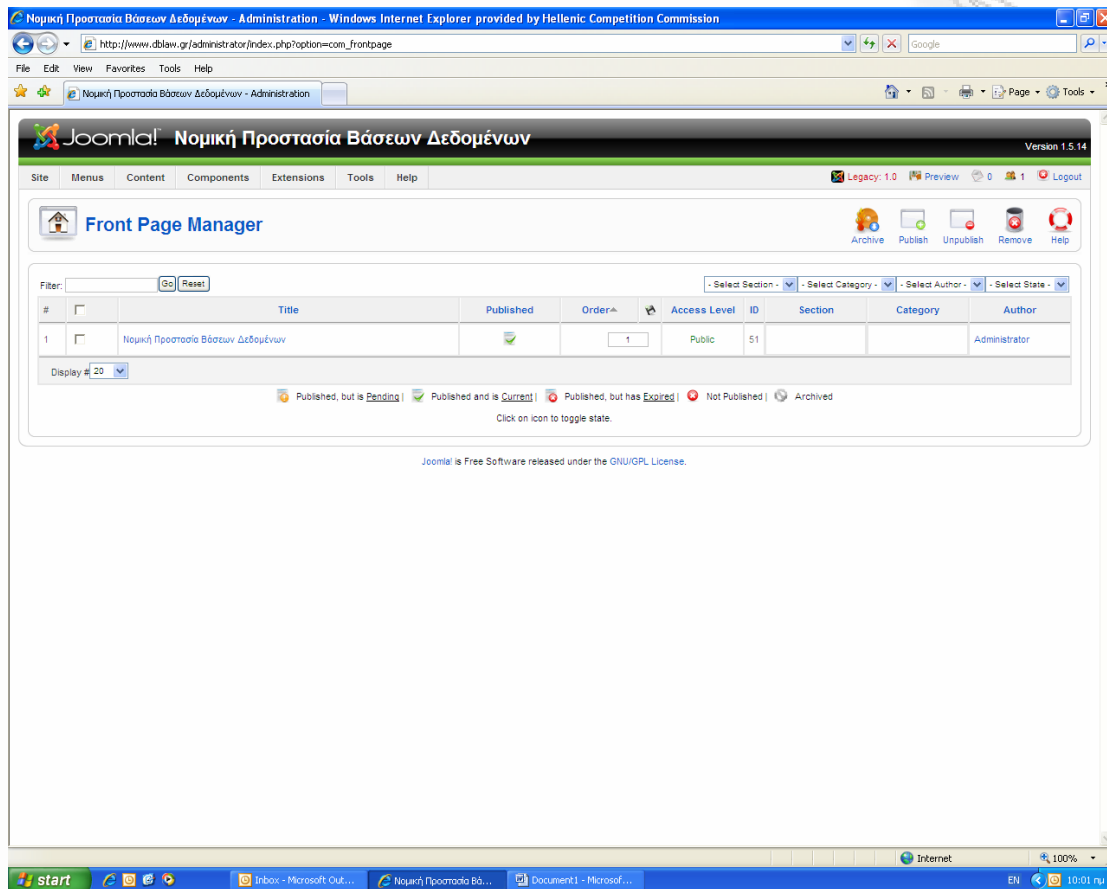 Νομική Προστασία Βάσεων Δεδομένων - Administration - Windows Internet Explorer provided by Hellenic Competition Commission
http://www.dblaw.gr/administrator/index.php?option=com_frontpage
Google
File Edit View Favorites Tools Help
Νομική Προστασία Βάσεων Δεδομένων - Administration
Page Tools
Joomla! Νομική Προστασία Βάσεων Δεδομένων
Version 1.5.14
Site Menus Content Components Extensions Tools Help Legacy: 1.0 Preview 0 1 Logout
Front Page Manager
Archive Publish Unpublish Remove Help
Filter: Go Reset - Select Section - - Select Category - - Select Author - - Select State -
# Title Published Order Access Level ID Section Category Author
1 Νομική Προστασία Βάσεων Δεδομένων 1 Public 51 Administrator
Display # 20
Published, but is Pending | Published and is Current | Published, but has Expired | Not Published | Archived
Click on icon to toggle state.
Joomla! is Free Software released under the GNU/GPL License.
Internet 100%
start Inbox - Microsoft Out... Νομική Προστασία Βά... Document1 - Microsof... EN 10:01 πμ